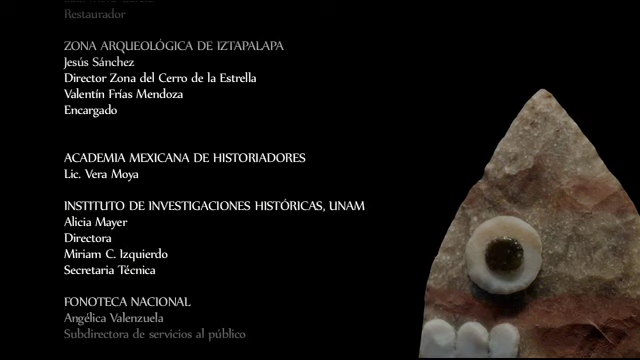 Restaurador
ZONA ARQUEOLÓGICA DE IZTAPALAPA
Jesús Sánchez
Director Zona del Cerro de la Estrella
Valentín Frías Mendoza
Encargado
ACADEMIA MEXICANA DE HISTORIADORES
Lic. Vera Moya
INSTITUTO DE INVESTIGACIONES HISTÓRICAS, UNAM
Alicia Mayer
Directora
Miriam C. Izquierdo
Secretaria Técnica
FONOTECA NACIONAL
Angélica Valenzuela
Subdirectora de servicios al público